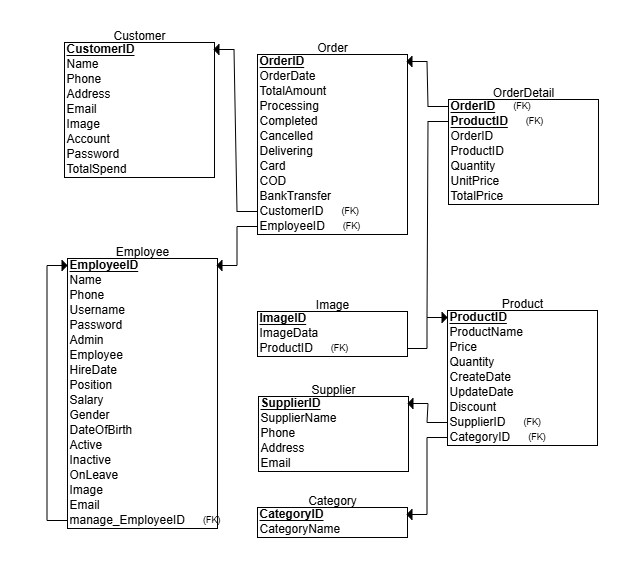 Customer
CustomerID
Name
Phone
Address
Email
Image
Account
Password
TotalSpend
Order
OrderID
OrderDate
TotalAmount
Processing
Completed
Cancelled
Delivering
Card
COD
BankTransfer
CustomerID (FK)
EmployeeID (FK)
OrderDetail
OrderID (FK)
ProductID (FK)
OrderID
ProductID
Quantity
UnitPrice
TotalPrice
Employee
EmployeeID
Name
Phone
Username
Password
Admin
Employee
HireDate
Position
Salary
Gender
DateOfBirth
Active
Inactive
OnLeave
Image
Email
manage_EmployeeID (FK)
Image
ImageID
ImageData
ProductID (FK)
Product
ProductID
ProductName
Price
Quantity
CreateDate
UpdateDate
Discount
SupplierID (FK)
CategoryID (FK)
Supplier
SupplierID
SupplierName
Phone
Address
Email
Category
CategoryID
CategoryName